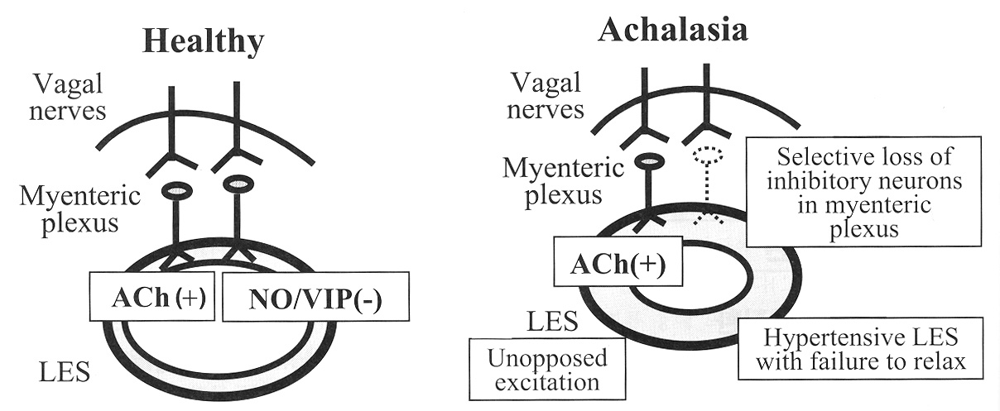 Healthy
Vagal
nerves
Myenteric
plexus
ACh (+)
NO/VIP(-)
LES
Achalasia
Vagal
nerves
Myenteric
plexus
Selective loss of
inhibitory neurons
in myenteric
plexus
ACh(+)
LES
Unopposed
excitation
Hypertensive LES
with failure to relax